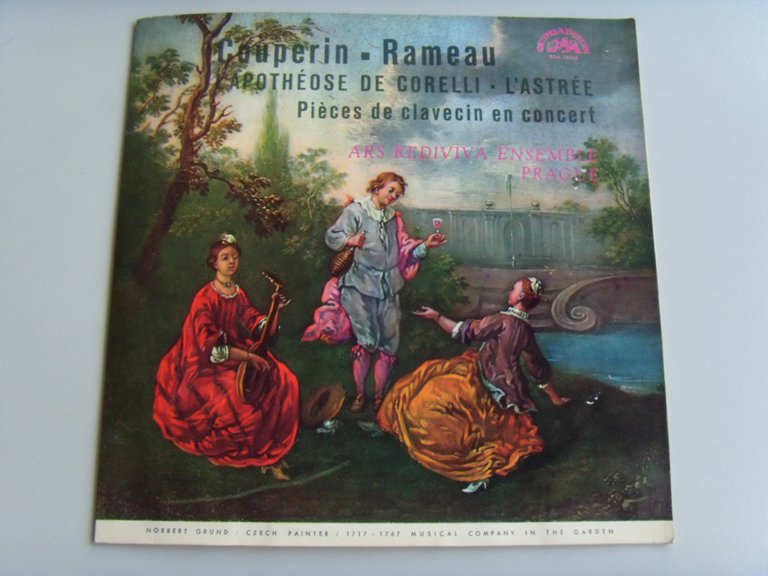 Couperin ▪ Rameau
L'APOTHÉOSE DE CORELLI · L'ASTRÉE
Pièces de clavecin en concert
ARS REDIVIVA ENSEMBLE
PRAGUE
SUPRAPHON
NORBERT GRUND / CZECH PAINTER / 1717 - 1767 MUSICAL COMPANY IN THE GARDEN